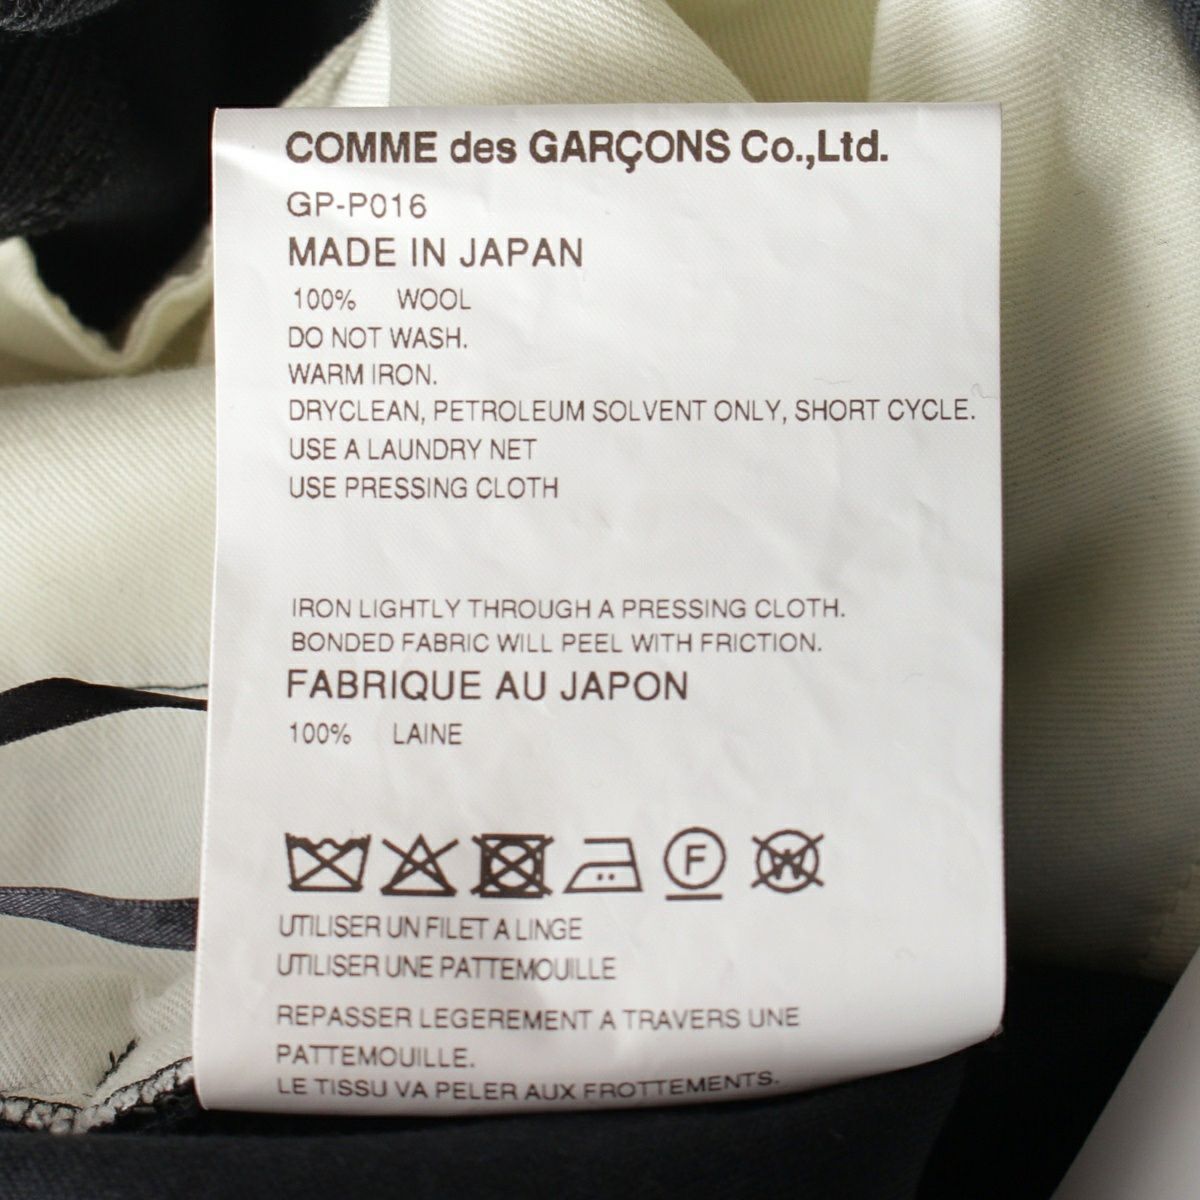 COMME des GARÇONS Co.,Ltd.
GP-P016
MADE IN JAPAN
100% WOOL
DO NOT WASH.
WARM IRON.
DRYCLEAN, PETROLEUM SOLVENT ONLY, SHORT CYCLE.
USE A LAUNDRY NET
USE PRESSING CLOTH
IRON LIGHTLY THROUGH A PRESSING CLOTH.
BONDED FABRIC WILL PEEL WITH FRICTION.
FABRIQUE AU JAPON
100% LAINE
F W
UTILISER UN FILET A LINGE
UTILISER UNE PATTEMOUILLE
REPASSER LEGEREMENT A TRAVERS UNE
PATTEMOUILLE.
LE TISSU VA PELER AUX FROTTEMENTS.